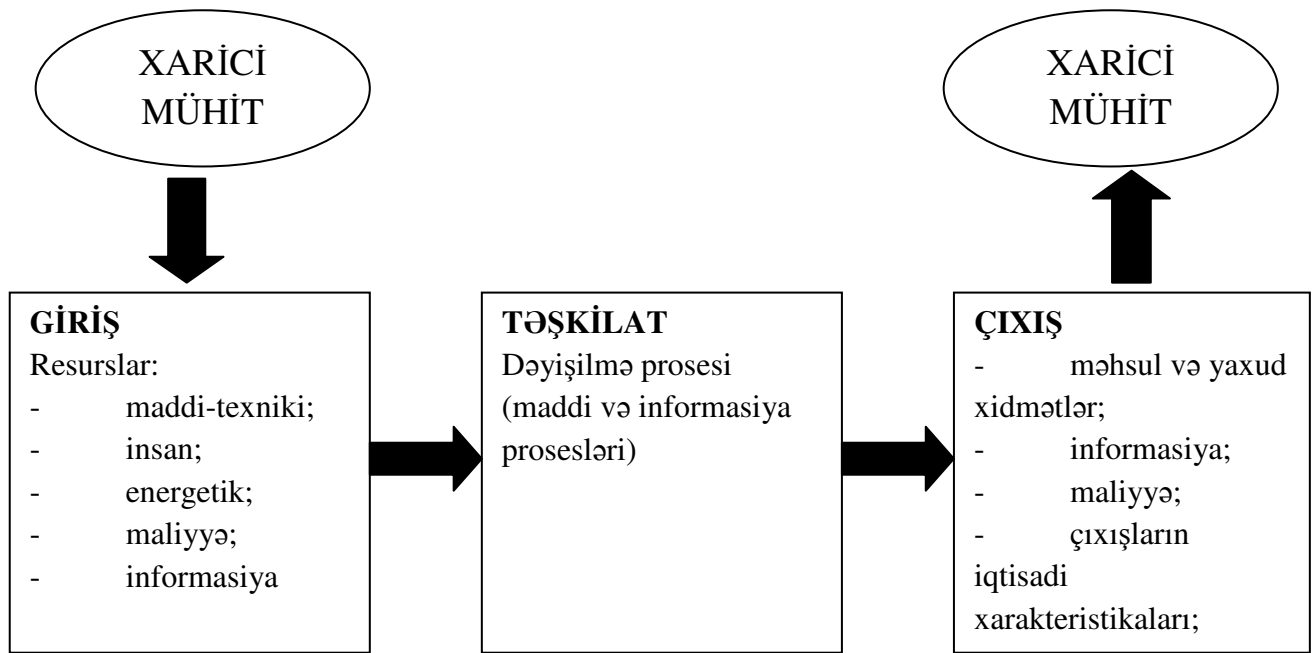 XARİCİ
MÜHİT
XARİCİ
MÜHİT
GİRİŞ
Resurslar:
- maddi-texniki;
- insan;
- energetik;
- maliyyə;
- informasiya
TƏŞKİLAT
Dəyişilmə prosesi
(maddi və informasiya
prosesləri)
ÇIXIŞ
- məhsul və yaxud
xidmətlər;
- informasiya;
- maliyyə;
- çıxışların
iqtisadi
xarakteristikaları;